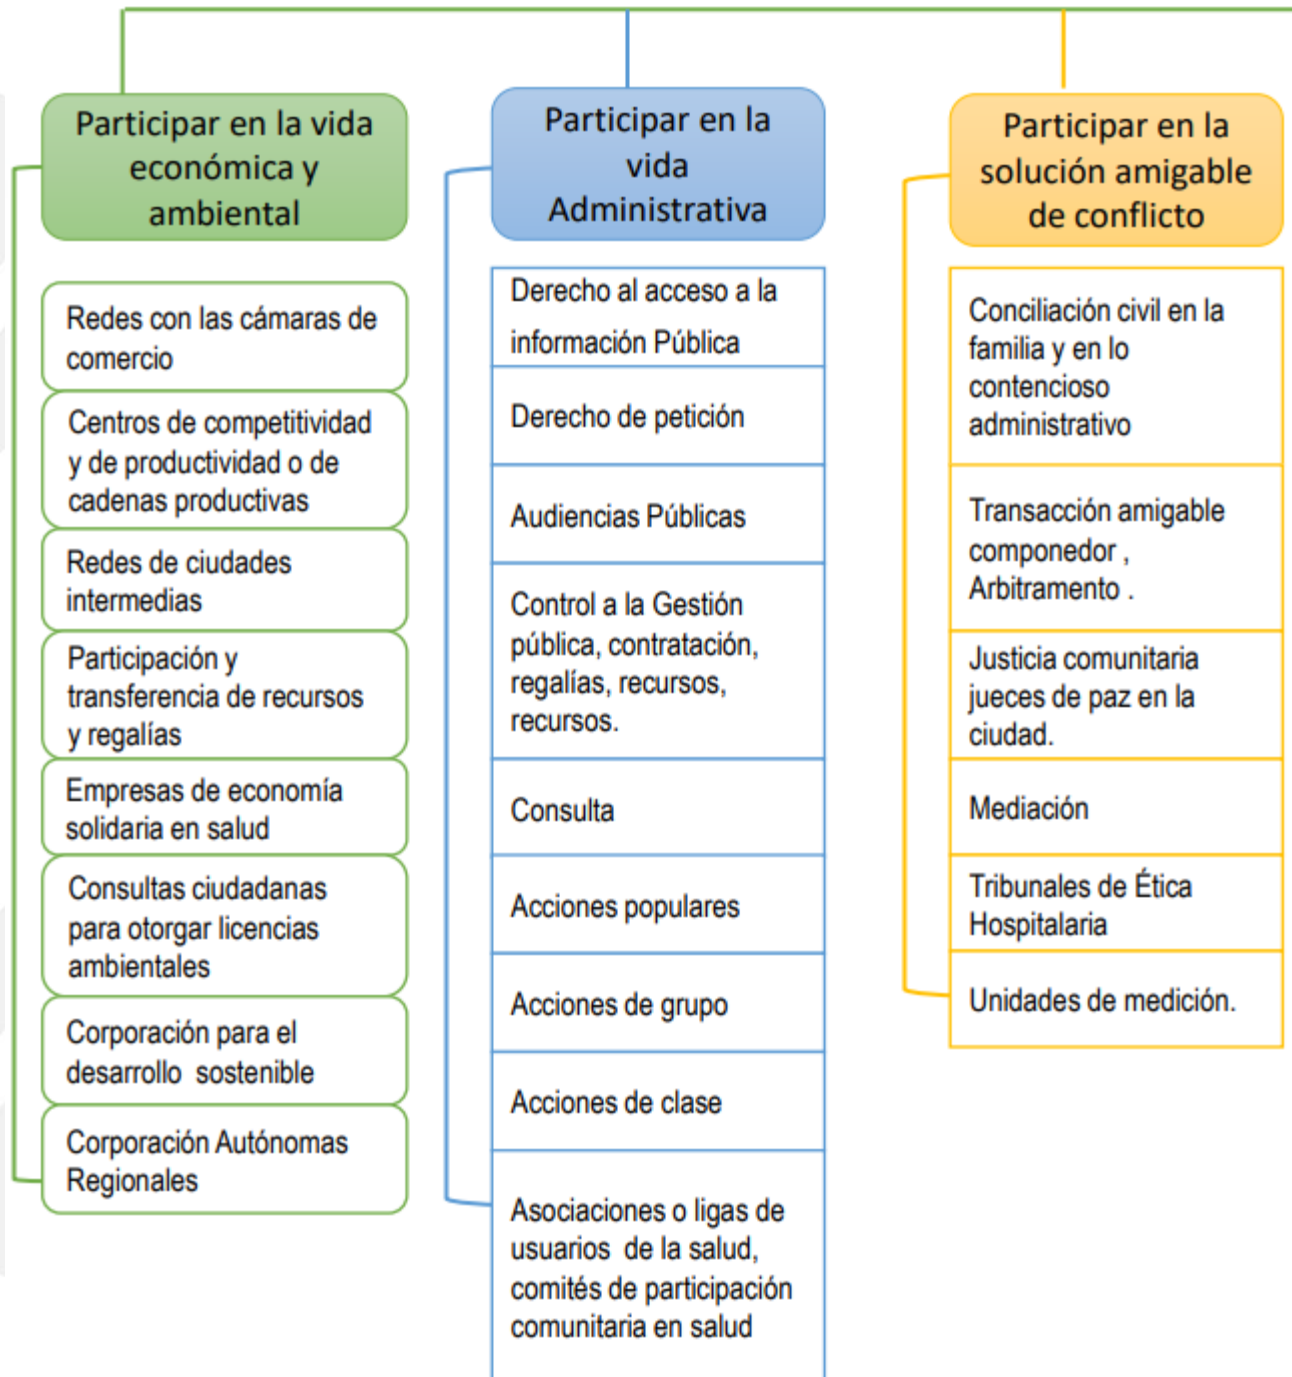 Participar en la vida
económica y
ambiental
Redes con las cámaras de
comercio
Centros de competitividad
y de productividad o de
cadenas productivas
Redes de ciudades
intermedias
Participación y
transferencia de recursos
y regalías
Empresas de economía
solidaria en salud
Consultas ciudadanas
para otorgar licencias
ambientales
Corporación para el
desarrollo sostenible
Corporación Autónomas
Regionales
Participar en la
vida
Administrativa
Derecho al acceso a la
información Pública
Derecho de petición
Audiencias Públicas
Control a la Gestión
pública, contratación,
regalías, recursos,
recursos.
Consulta
Acciones populares
Acciones de grupo
Acciones de clase
Asociaciones o ligas de
usuarios de la salud,
comités de participación
comunitaria en salud
Participar en la
solución amigable
de conflicto
Conciliación civil en la
familia y en lo
contencioso
administrativo
Transacción amigable
componedor ,
Arbitramento .
Justicia comunitaria
jueces de paz en la
ciudad.
Mediación
Tribunales de Ética
Hospitalaria
Unidades de medición.